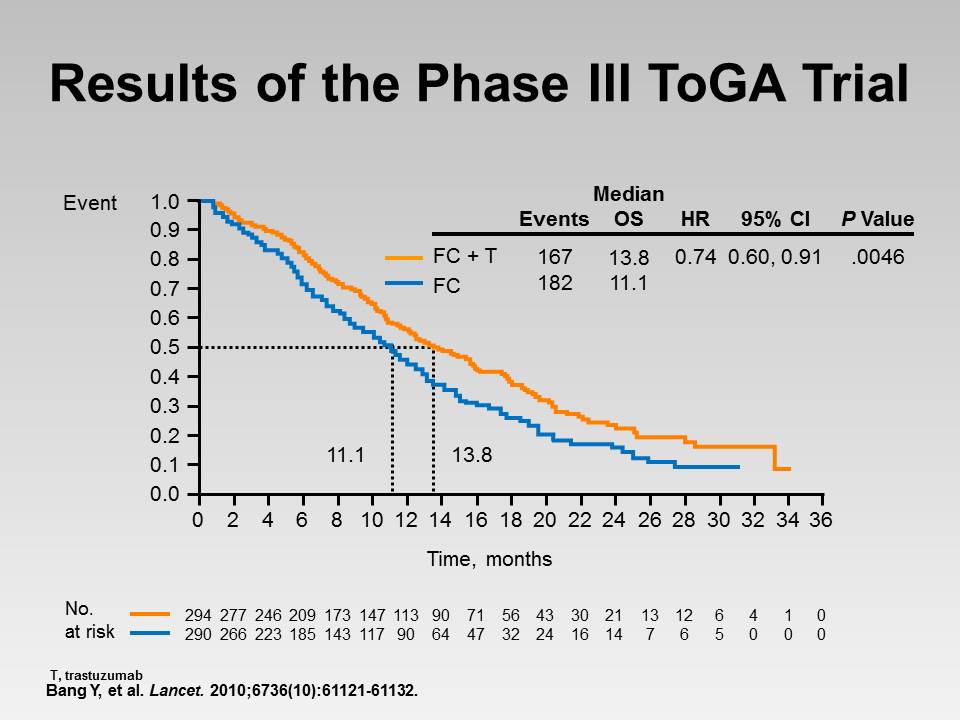 Results of the Phase III ToGA Trial
Event
Median
Events OS HR 95% CI P Value
FC + T 167 13.8 0.74 0.60, 0.91 .0046
FC 182 11.1
1.0
0.9
0.8
0.7
0.6
0.5
0.4
0.3
0.2
0.1
0.0
11.1 13.8
0 2 4 6 8 10 12 14 16 18 20 22 24 26 28 30 32 34 36
Time, months
No.
at risk
294 277 246 209 173 147 113 90 71 56 43 30 21 13 12 6 4 1 0
290 266 223 185 143 117 90 64 47 32 24 16 14 7 6 5 0 0 0
T, trastuzumab
Bang Y, et al. Lancet. 2010;6736(10):61121-61132.